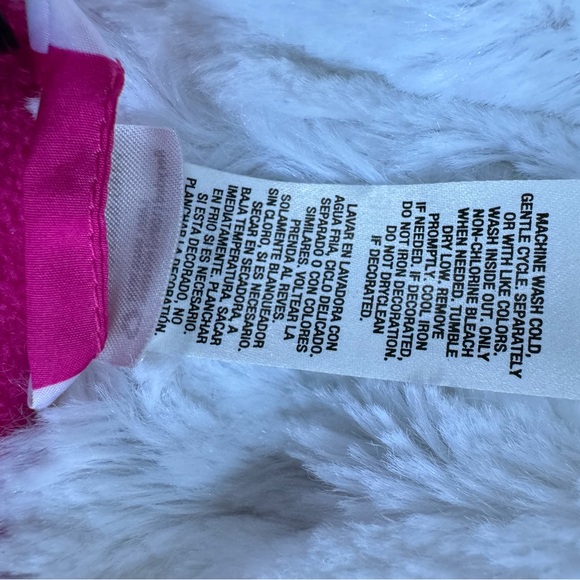 MACHINE WASH COLD,
GENTLE CYCLE, SEPARATELY
OR WITH LIKE COLORS,
WASH INSIDE OUT. ONLY
NON-CHLORINE BLEACH
WHEN NEEDED. TUMBLE
DRY LOW. REMOVE
PROMPTLY. COOL IRON
IF NEEDED. IF DECORATED,
DO NOT IRON DECORATION.
DO NOT DRYCLEAN
IF DECORATED.
LAVAR EN LAVADORA CON
AGUA FRIA, CICLO DELICADO,
SEPARADO O CON COLORES
SIMILARES. VOLTEAR LA
PRENDA AL REVES.
SOLAMENTE BLANQUEADOR
SIN CLORO, SI ES NECESARIO.
SECAR EN SECADORA, A
BAJA TEMPERATURA. SACAR
IMEDIATAMENTE. PLANCHAR
EN FRIO SI ES NECESARIO.
SI ESTA DECORADO, NO
PLANCHAR LA DECORACIÓN.